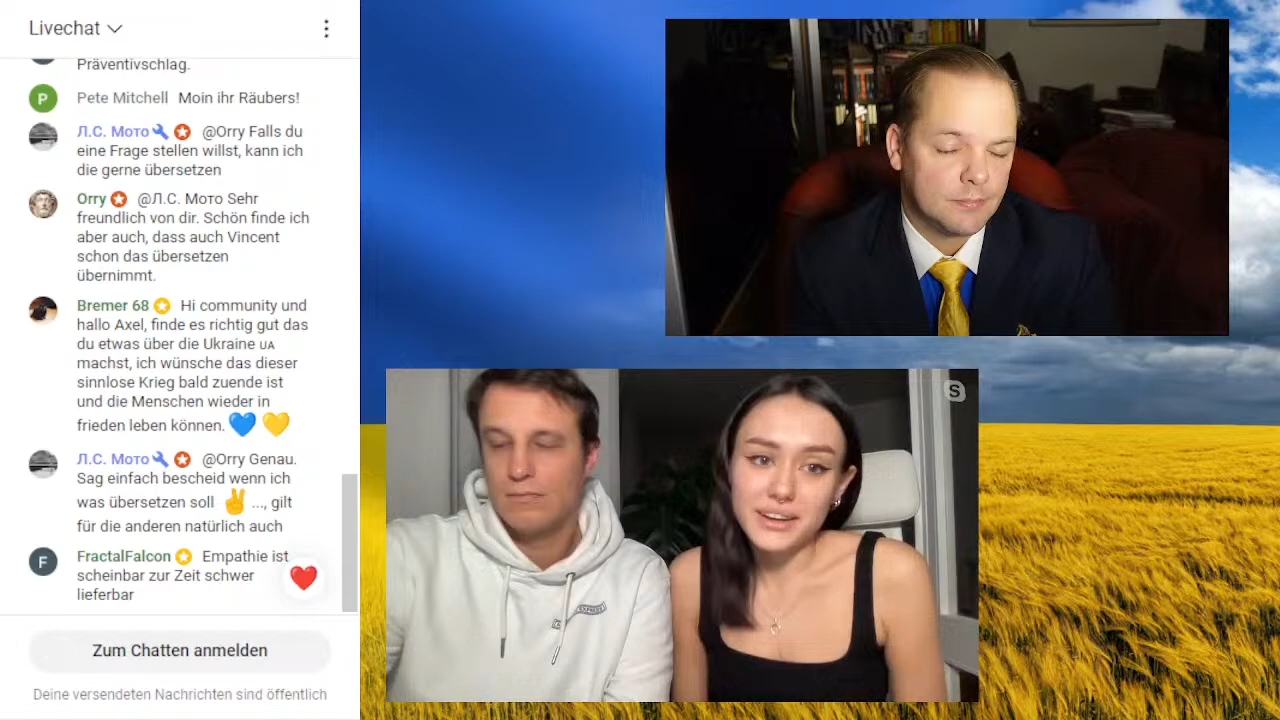 Livechat
Präventivschlag.
P Pete Mitchell Moin ihr Räubers!
Л.С. Мото @Orry Falls du
eine Frage stellen willst, kann ich
die gerne übersetzen
Orry @Л.С. Мото Sehr
freundlich von dir. Schön finde ich
aber auch, dass auch Vincent
schon das übersetzen
übernimmt.
Bremer 68 Hi community und
hallo Axel, finde es richtig gut das
du etwas über die Ukraine ᴜᴀ
machst, ich wünsche das dieser
sinnlose Krieg bald zuende ist
und die Menschen wieder in
frieden leben können. 💙 💛
Л.С. Мото @Orry Genau.
Sag einfach bescheid wenn ich
was übersetzen soll ✌️ ..., gilt
für die anderen natürlich auch
F FractalFalcon Empathie ist
scheinbar zur Zeit schwer
lieferbar
Zum Chatten anmelden
Deine versendeten Nachrichten sind öffentlich
S
EXPRESS